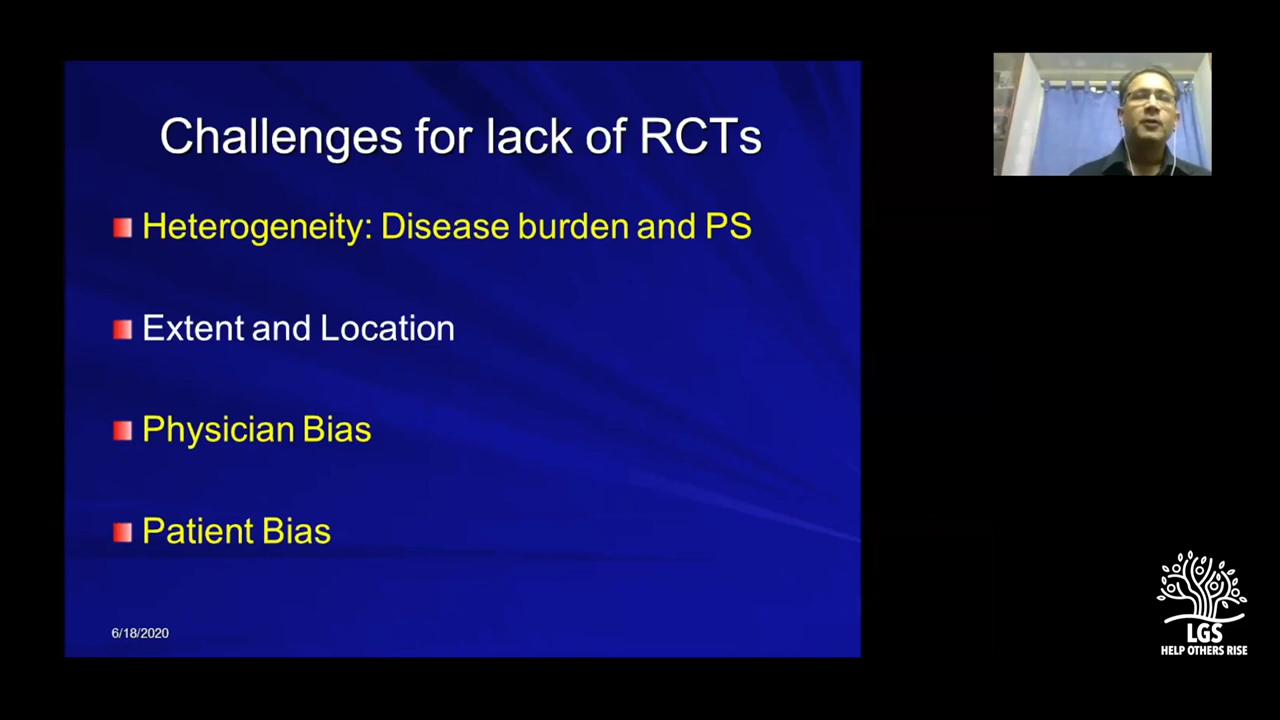 Challenges for lack of RCTs
Heterogeneity: Disease burden and PS
Extent and Location
Physician Bias
Patient Bias
6/18/2020
LGS
HELP OTHERS RISE